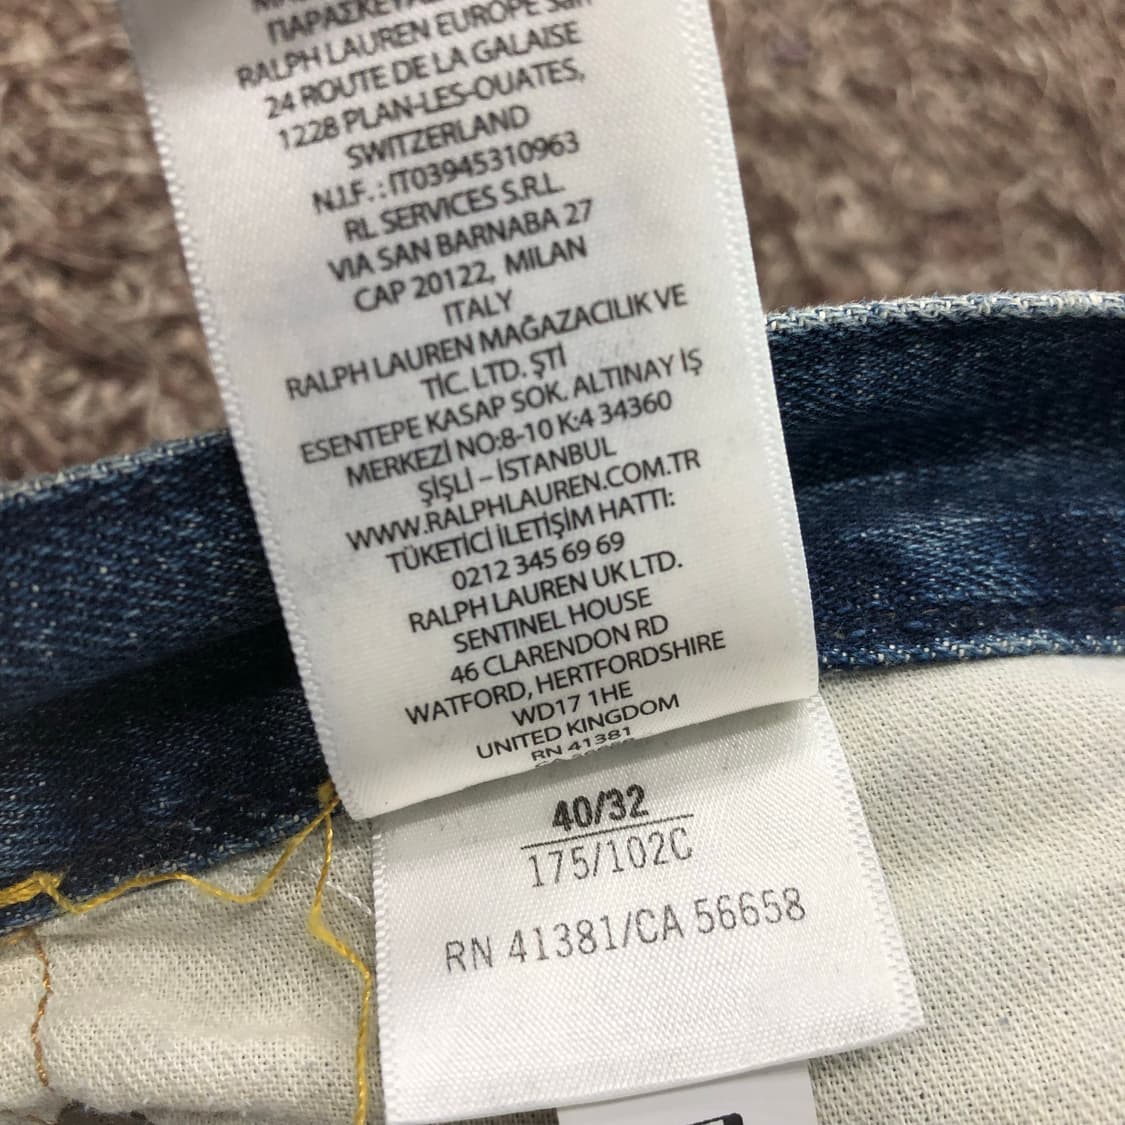 ΠΑΡΑΣΚΕΥΑ
RALPH LAUREN EUROPE Sàrl
24 ROUTE DE LA GALAISE
1228 PLAN-LES-OUATES,
SWITZERLAND
N.I.F. : IT03945310963
RL SERVICES S.R.L.
VIA SAN BARNABA 27
CAP 20122, MILAN
ITALY
RALPH LAUREN MAĞAZACILIK VE
TİC. LTD. ŞTİ
ESENTEPE KASAP SOK. ALTINAY İŞ
MERKEZİ NO:8-10 K:4 34360
ŞİŞLİ – İSTANBUL
WWW.RALPHLAUREN.COM.TR
TÜKETİCİ İLETİŞİM HATTI:
0212 345 69 69
RALPH LAUREN UK LTD.
SENTINEL HOUSE
46 CLARENDON RD
WATFORD, HERTFORDSHIRE
WD17 1HE
UNITED KINGDOM
RN 41381
40/32
175/102C
RN 41381/CA 56658